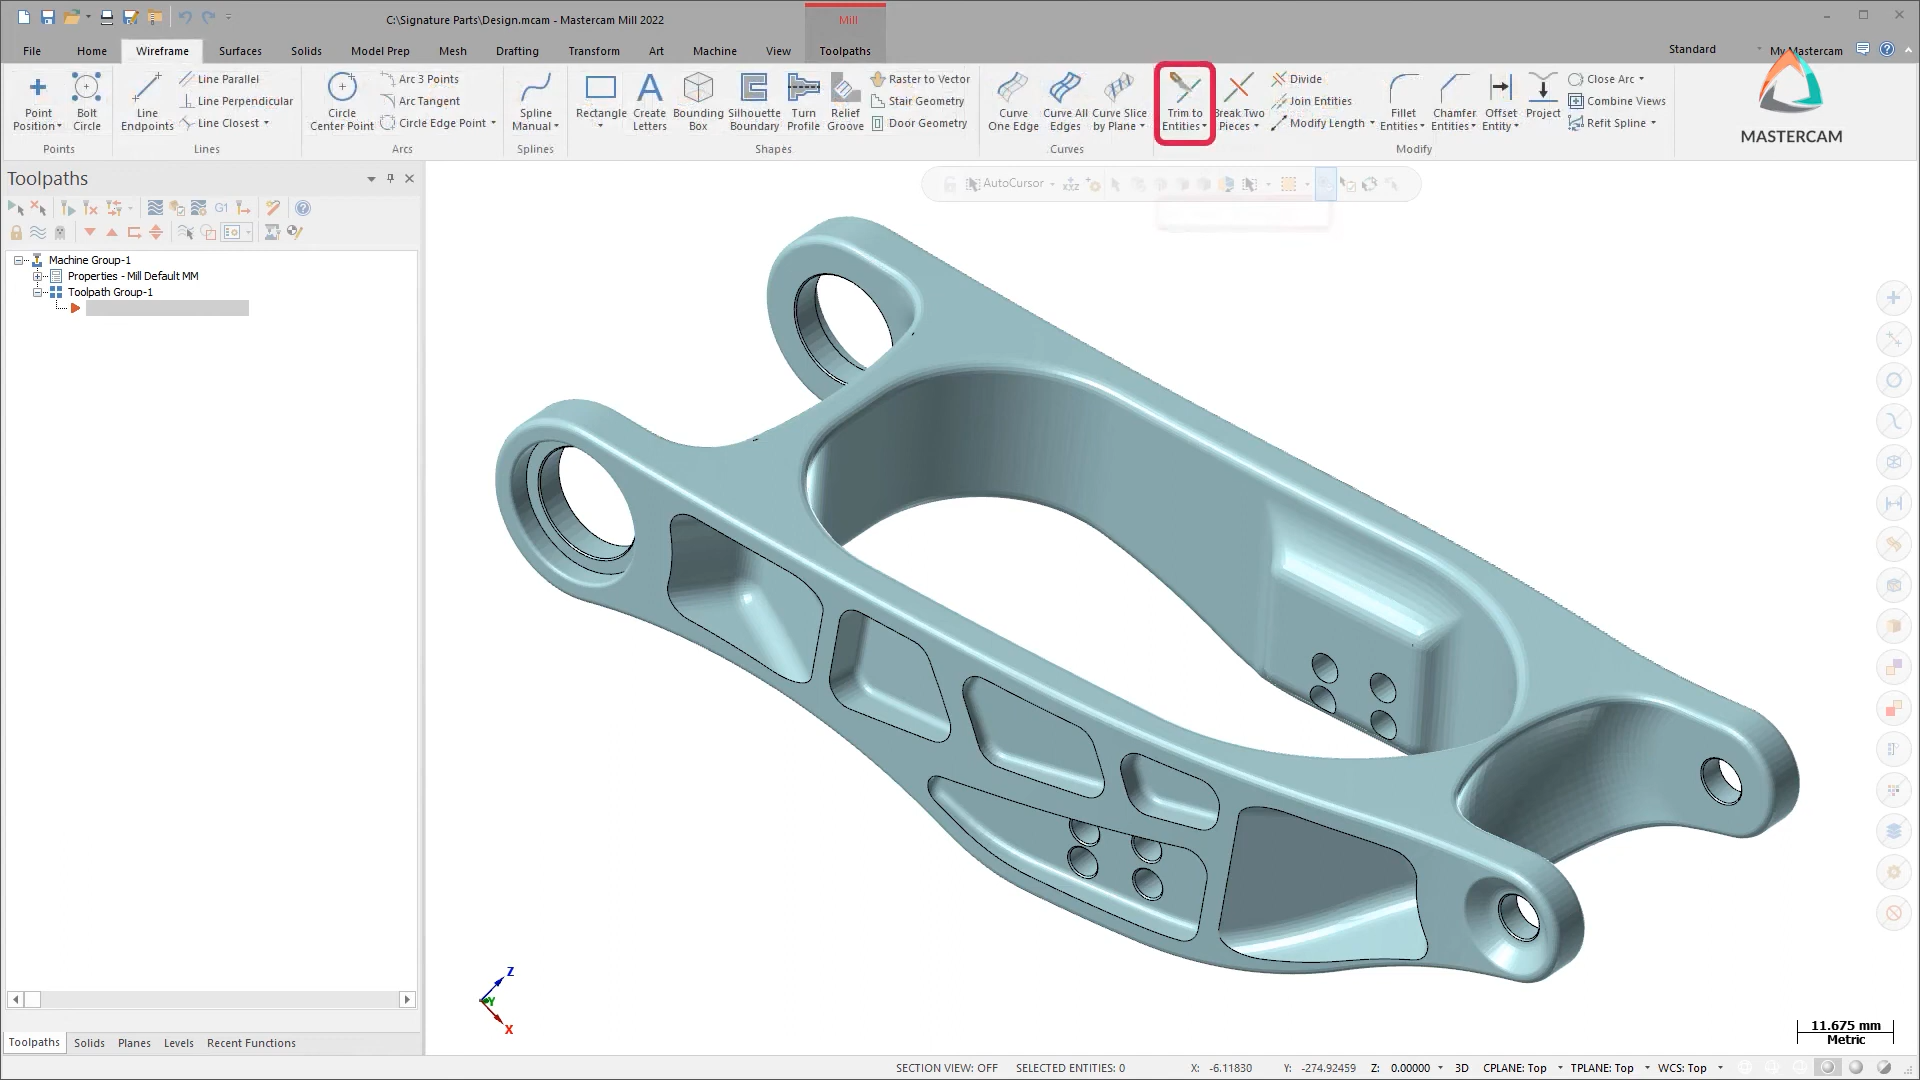 C:\Signature Parts\Design.mcam - Mastercam Mill 2022
Mill
File Home Wireframe Surfaces Solids Model Prep Mesh Drafting Transform Art Machine View Toolpaths
Standard My Mastercam
Point Position
Bolt Circle
Points
Line Endpoints
Line Parallel
Line Perpendicular
Line Closest
Lines
Circle Center Point
Arc 3 Points
Arc Tangent
Circle Edge Point
Arcs
Spline Manual
Splines
Rectangle
Create Letters
Bounding Box
Silhouette Boundary
Turn Profile
Relief Groove
Raster to Vector
Stair Geometry
Door Geometry
Shapes
Curve One Edge
Curve All Edges
Curve Slice by Plane
Curves
Trim to Entities
Break Two Pieces
Divide
Join Entities
Modify Length
Fillet Entities
Chamfer Entities
Offset Entity
Project
Close Arc
Combine Views
Refit Spline
Modify
MASTERCAM
AutoCursor
XYZ
Toolpaths
G1
Machine Group-1
Properties - Mill Default MM
Toolpath Group-1
Z
Y
X
11.675 mm
Metric
Toolpaths Solids Planes Levels Recent Functions
SECTION VIEW: OFF SELECTED ENTITIES: 0 X: -6.11830 Y: -274.92459 Z: 0.00000 3D CPLANE: Top TPLANE: Top WCS: Top